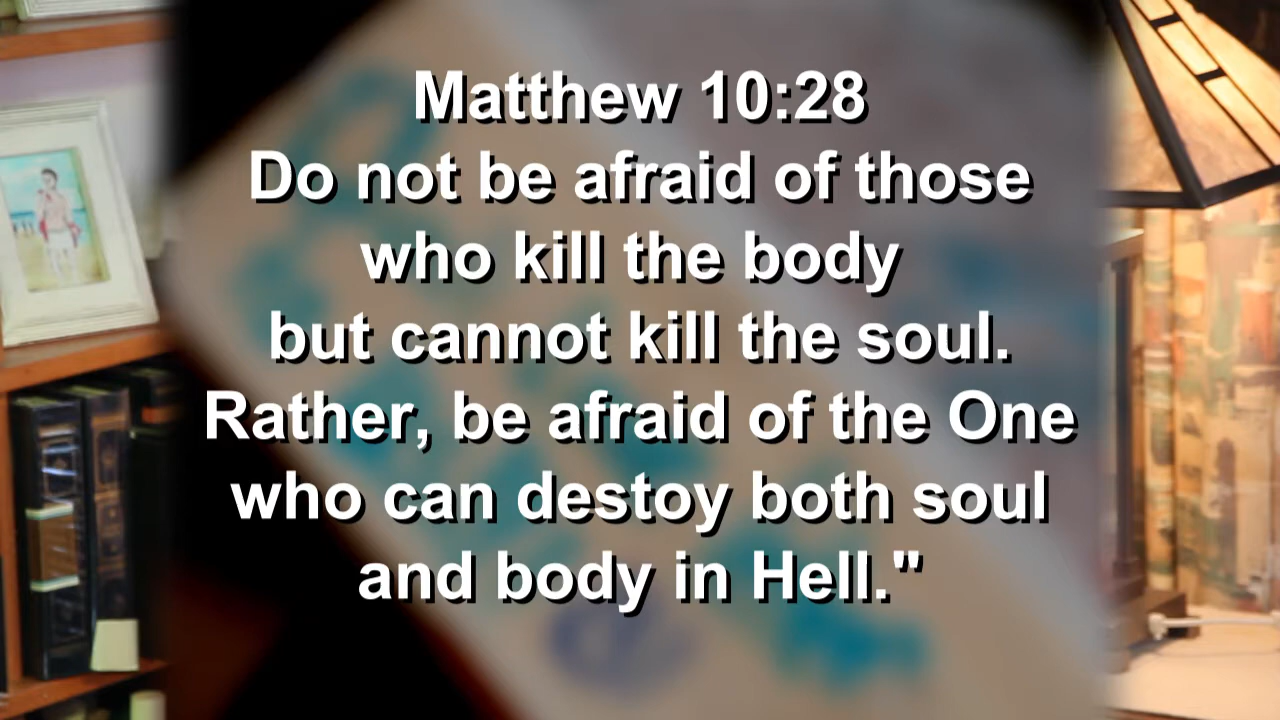 Matthew 10:28
Do not be afraid of those
who kill the body
but cannot kill the soul.
Rather, be afraid of the One
who can destoy both soul
and body in Hell."